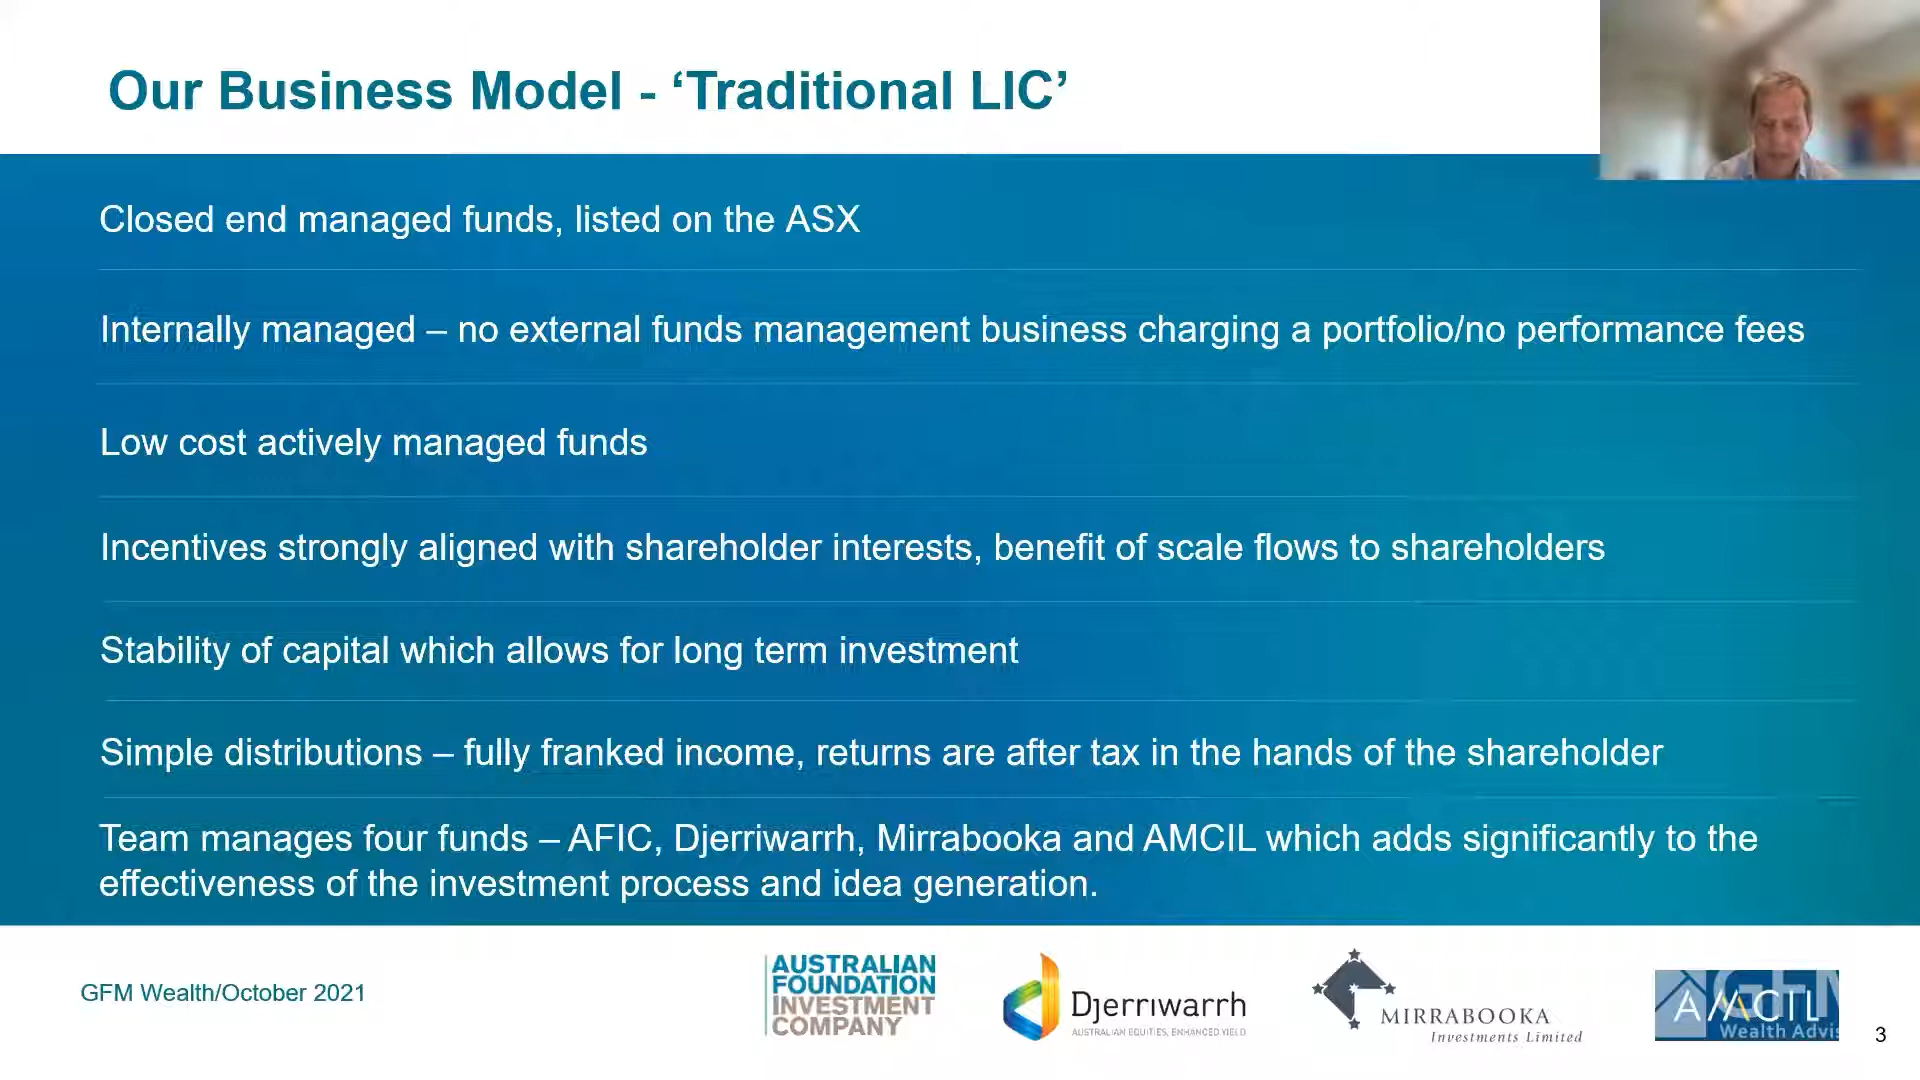 Our Business Model - ‘Traditional LIC’
Closed end managed funds, listed on the ASX
Internally managed – no external funds management business charging a portfolio/no performance fees
Low cost actively managed funds
Incentives strongly aligned with shareholder interests, benefit of scale flows to shareholders
Stability of capital which allows for long term investment
Simple distributions – fully franked income, returns are after tax in the hands of the shareholder
Team manages four funds – AFIC, Djerriwarrh, Mirrabooka and AMCIL which adds significantly to the
effectiveness of the investment process and idea generation.
GFM Wealth/October 2021
AUSTRALIAN
FOUNDATION
INVESTMENT
COMPANY
Djerriwarrh
AUSTRALIAN EQUITIES, ENHANCED YIELD
MIRRABOOKA
Investments Limited
AMCIL
GFM
Wealth Advis
3